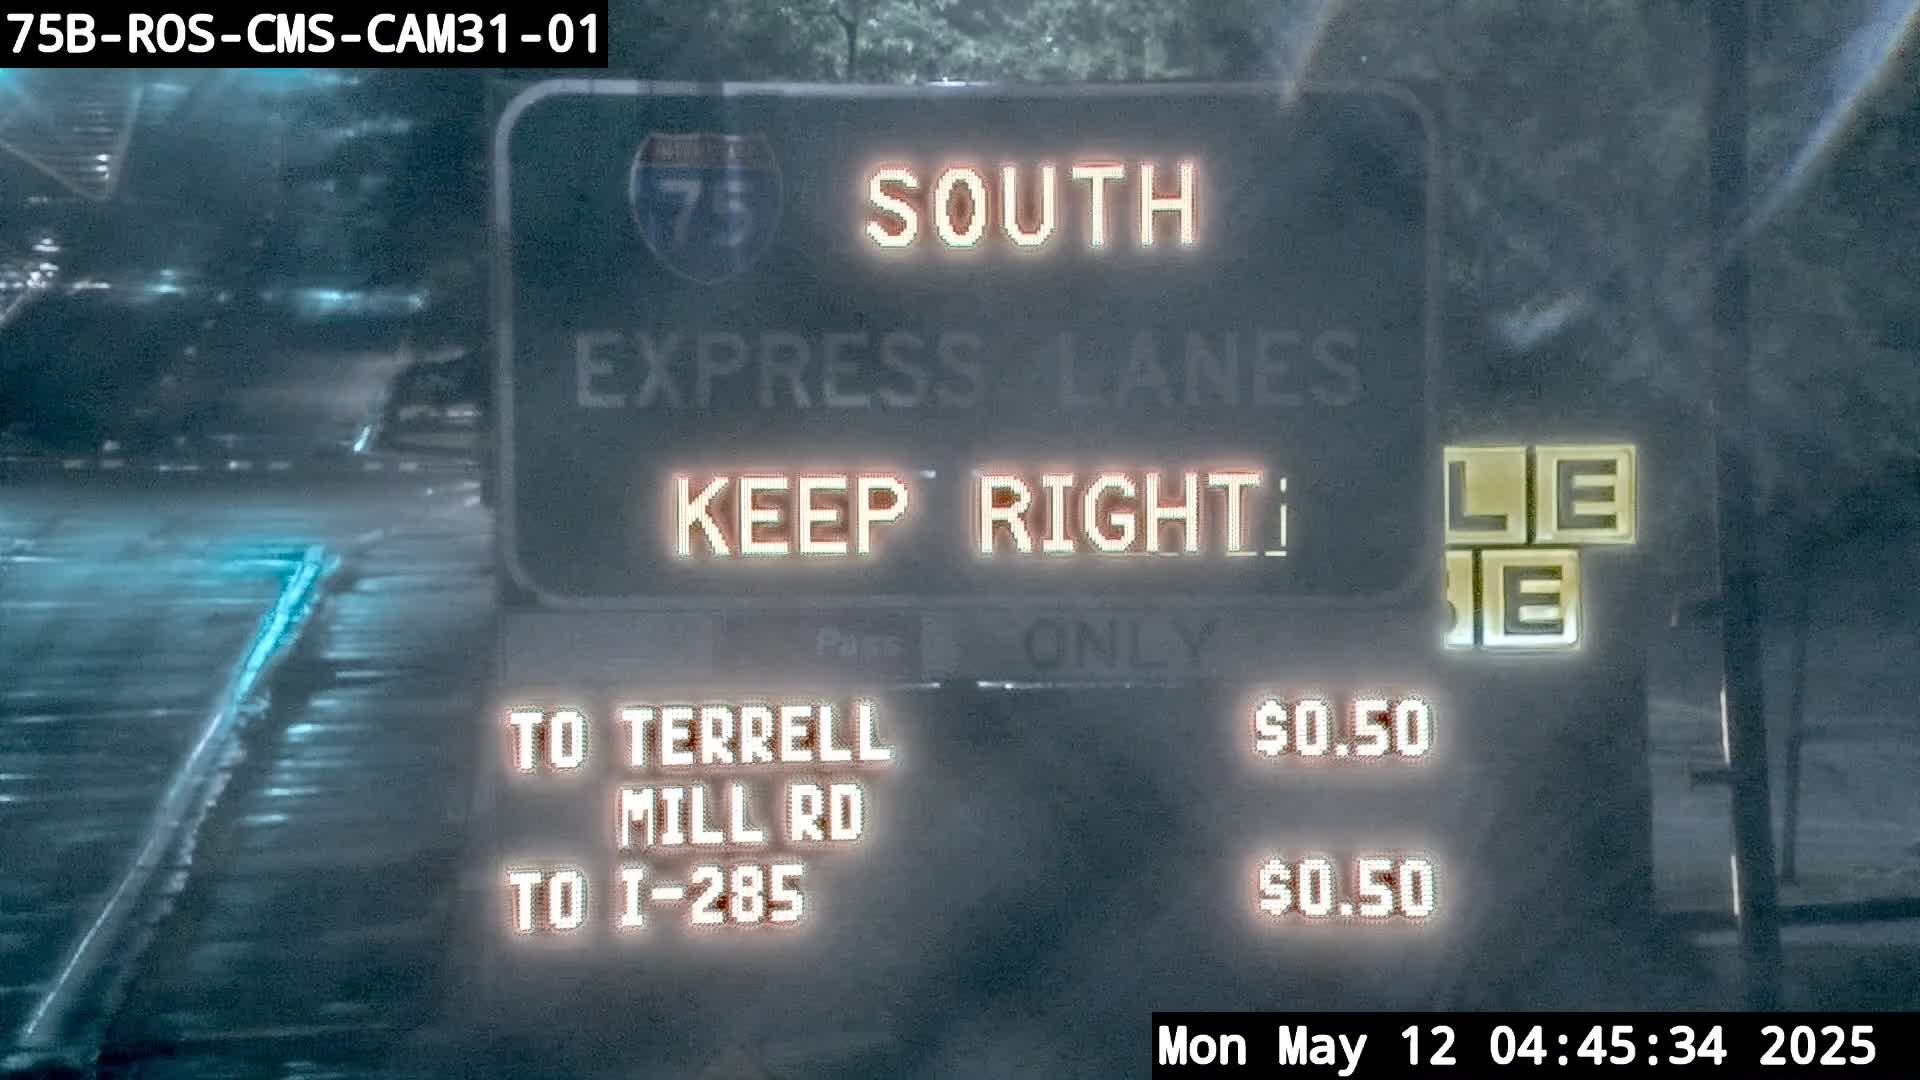 75B-ROS-CMS-CAM31-01
75 SOUTH
EXPRESS LANES
KEEP RIGHT
LE
E
ONLY
TO TERRELL $0.50
MILL RD
TO I-285 $0.50
Mon May 12 04:45:34 2025